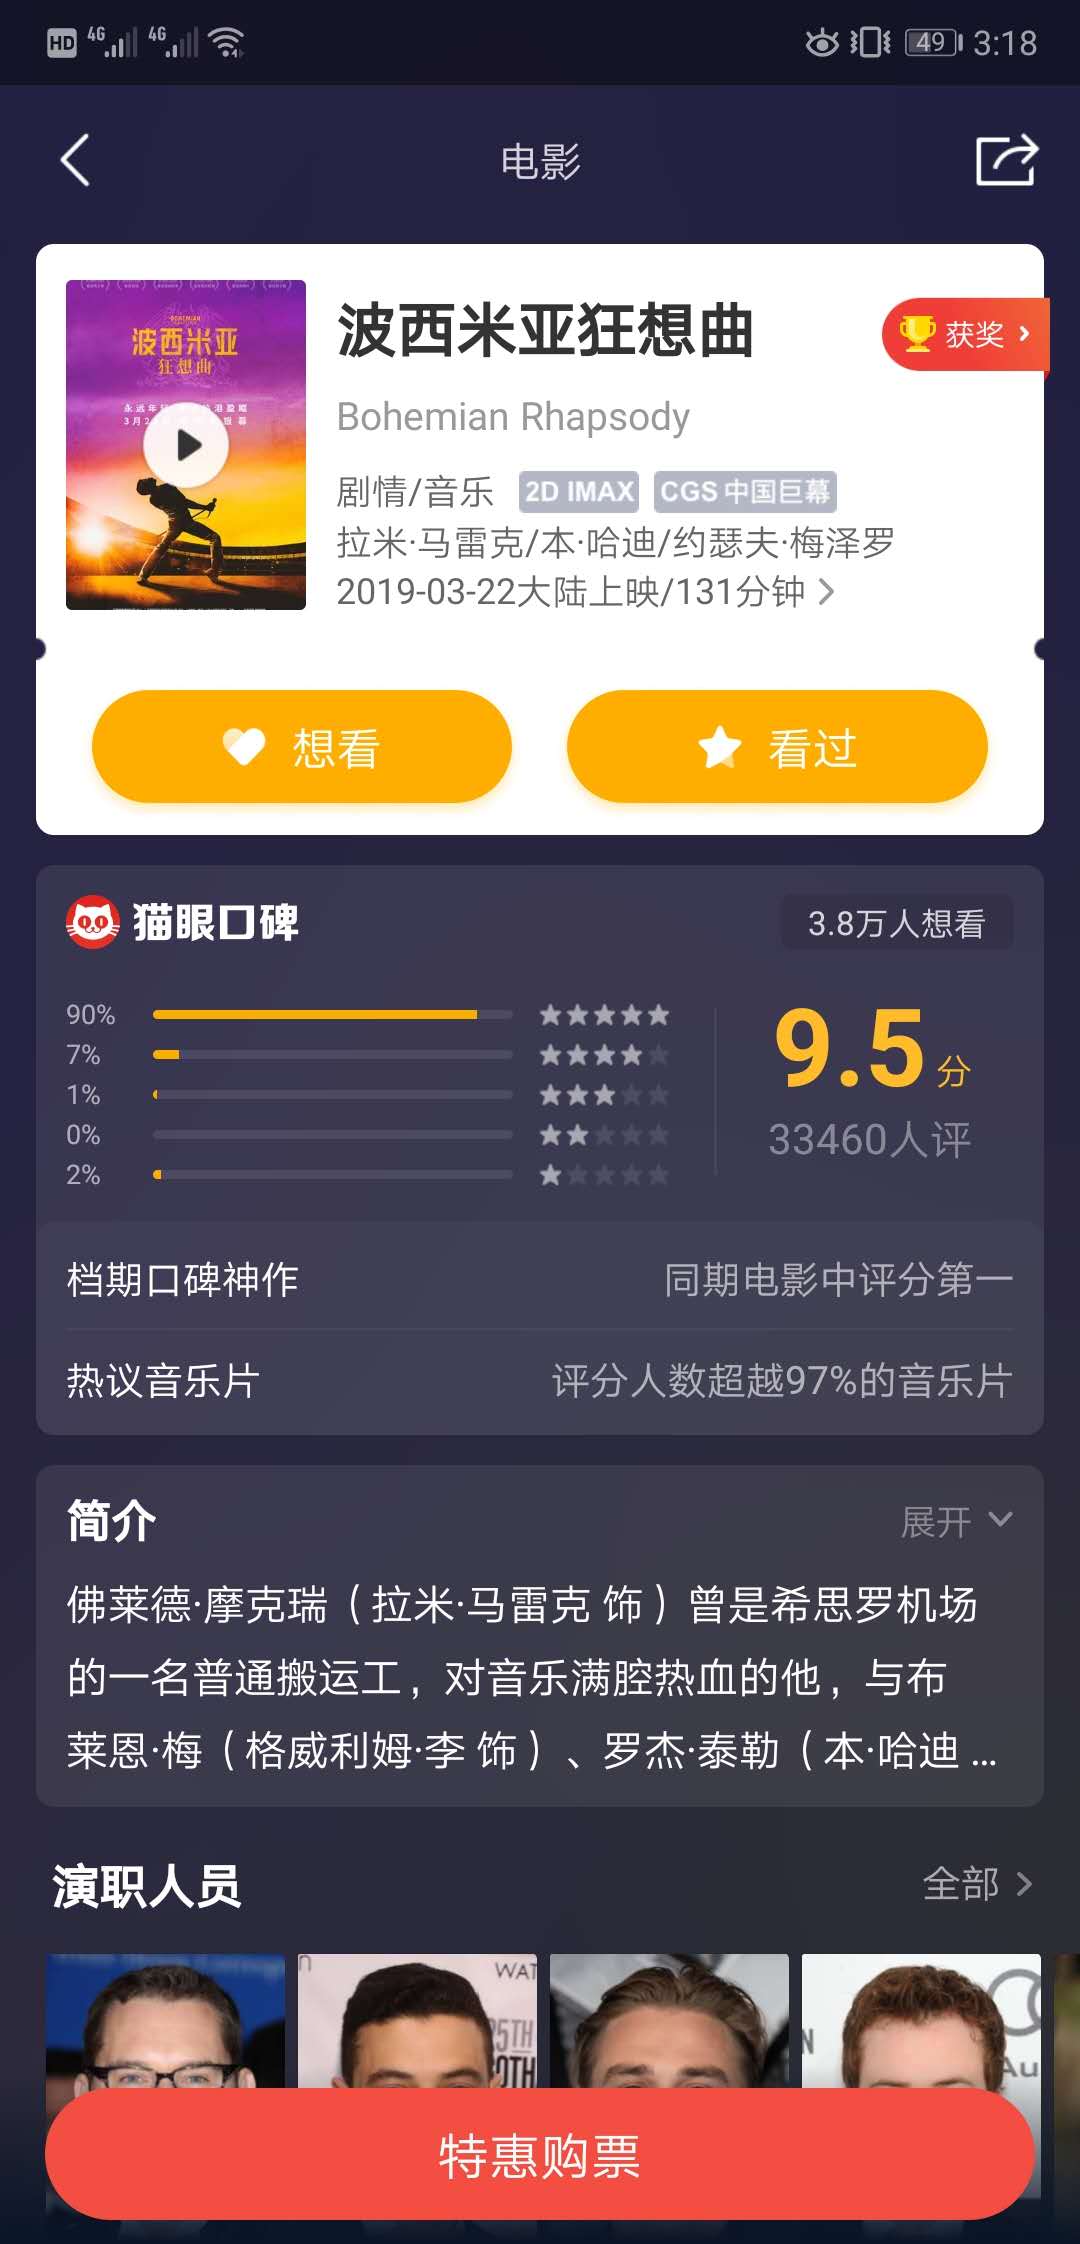 HD 4G 4G 49 3:18
电影
波西米亚狂想曲
获奖
Bohemian Rhapsody
剧情/音乐 2D IMAX CGS 中国巨幕
拉米·马雷克/本·哈迪/约瑟夫·梅泽罗
2019-03-22大陆上映/131分钟
BOHEMIAN
波西米亚
狂想曲
想看
看过
猫眼口碑
3.8万人想看
90%
7%
1%
0%
2%
9.5分
33460人评
档期口碑神作 同期电影中评分第一
热议音乐片 评分人数超越97%的音乐片
简介
展开
佛莱德·摩克瑞（拉米·马雷克 饰）曾是希思罗机场
的一名普通搬运工，对音乐满腔热血的他，与布
莱恩·梅（格威利姆·李 饰）、罗杰·泰勒（本·哈迪 ...
演职人员
全部
WAT
25TH
Au
特惠购票